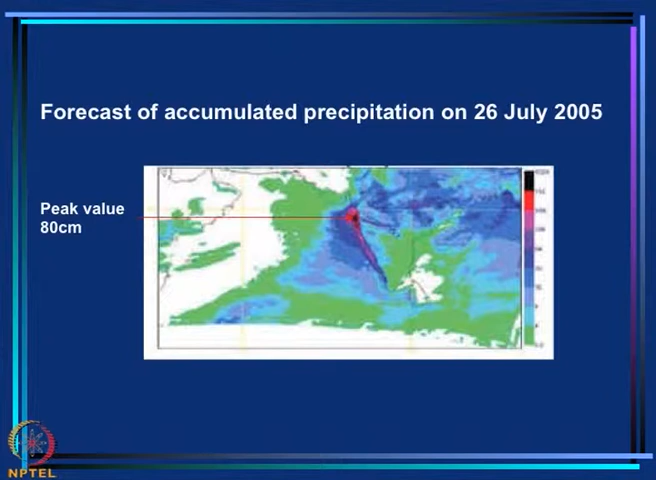 Forecast of accumulated precipitation on 26 July 2005
Peak value
80cm
NPTEL